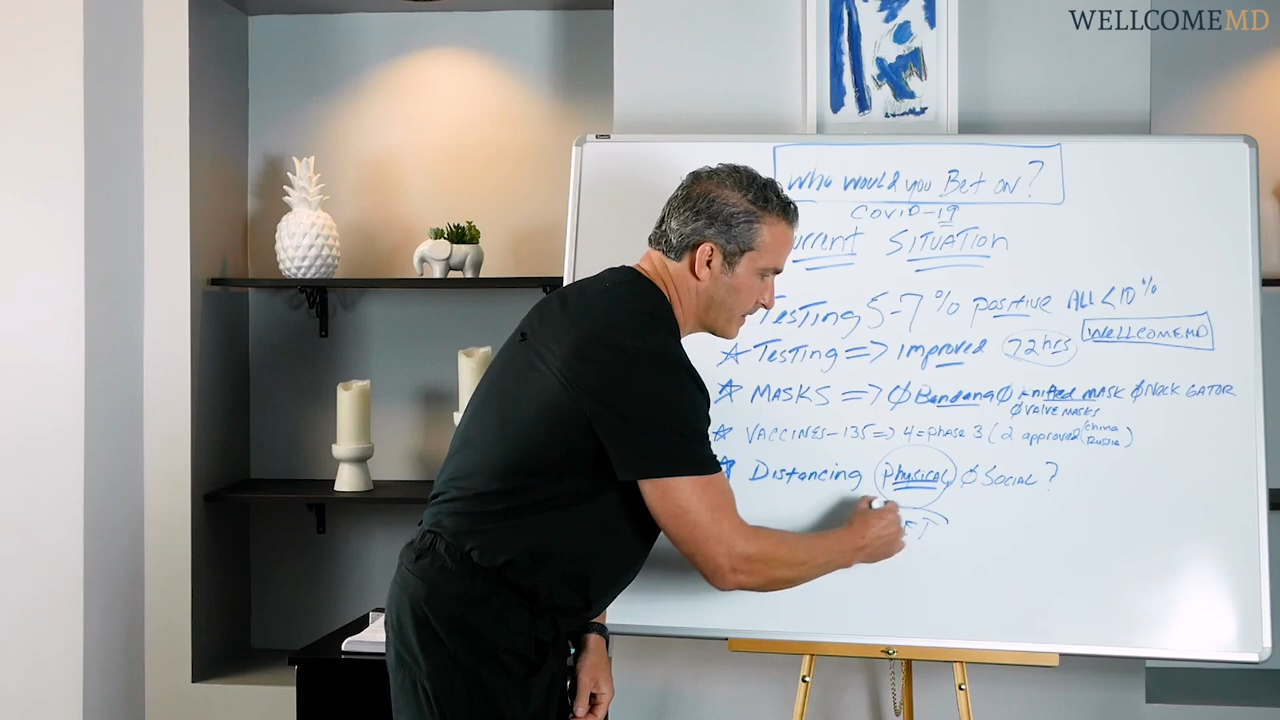 WELLCOMEMD
Who would you Bet on?
COVID-19
urrent SITUATION
Testing 5-7% positive ALL < 10%
WELLCOMEMD
☆ Testing => improved 72 hrs
☆ MASKS => ∅ Bandana ∅ knitted MASK ∅ NECK GATOR
∅ VALVE MASKS
☆ VACCINES - 135 => 4 = phase 3 (2 approved (China
Russia)
☆ Distancing physical ∅ SOCIAL ?
FT